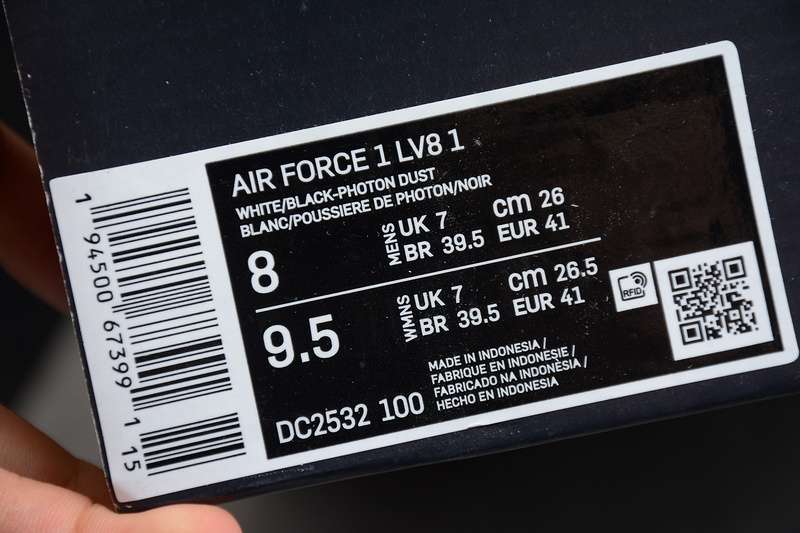 AIR FORCE 1 LV8 1
WHITE/BLACK-PHOTON DUST
BLANC/POUSSIERE DE PHOTON/NOIR
8
MENS
UK 7
cm 26
BR 39.5
EUR 41
9.5
WMNS
UK 7
cm 26.5
BR 39.5
EUR 41
RFID
DC2532 100
MADE IN INDONESIA /
FABRIQUE EN INDONESIE /
FABRICADO NA INDONÉSIA /
HECHO EN INDONESIA
1 94500 67399 1 15